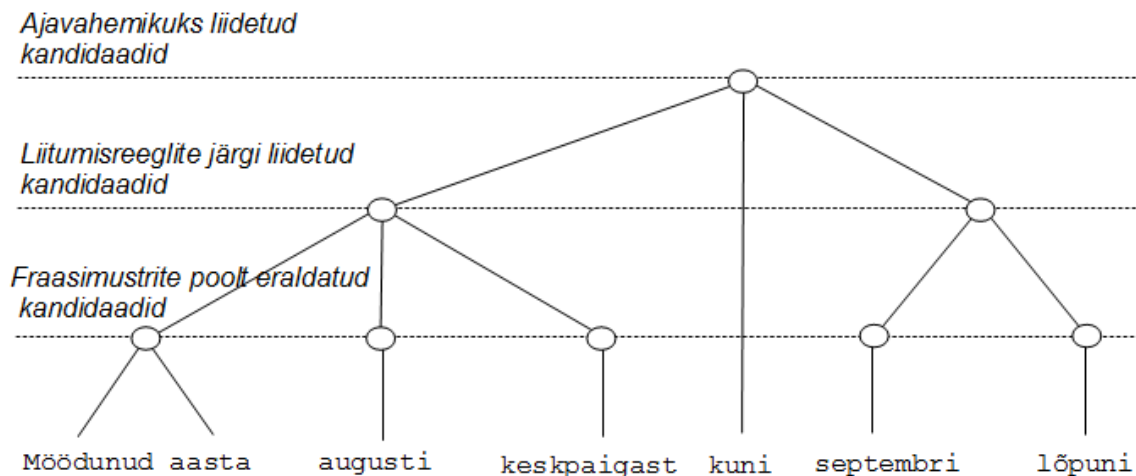 Ajavahemikuks liidetud
kandidaadid
Liitumisreeglite järgi liidetud
kandidaadid
Fraasimustrite poolt eraldatud
kandidaadid
Möödunud aasta augusti keskpaigast kuni septembri lõpuni